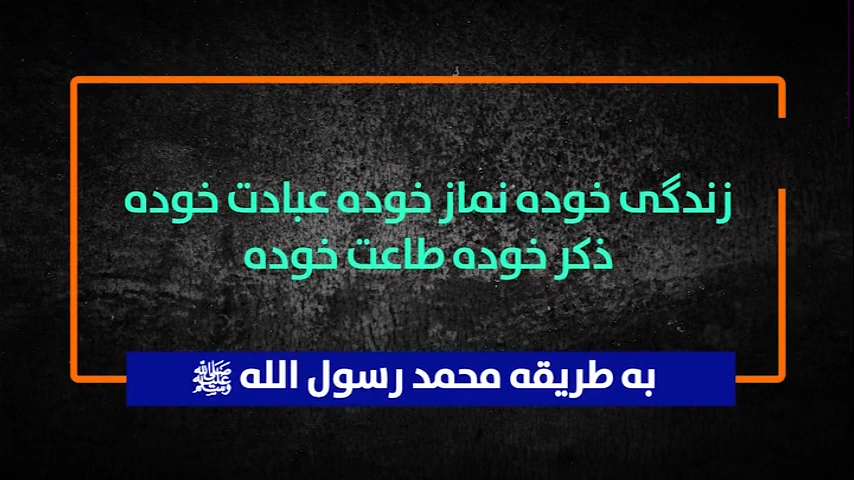 زندگی خوده نماز خوده عبادت خوده
ذکر خوده طاعت خوده
به طریقه محمد رسول الله ﷺ